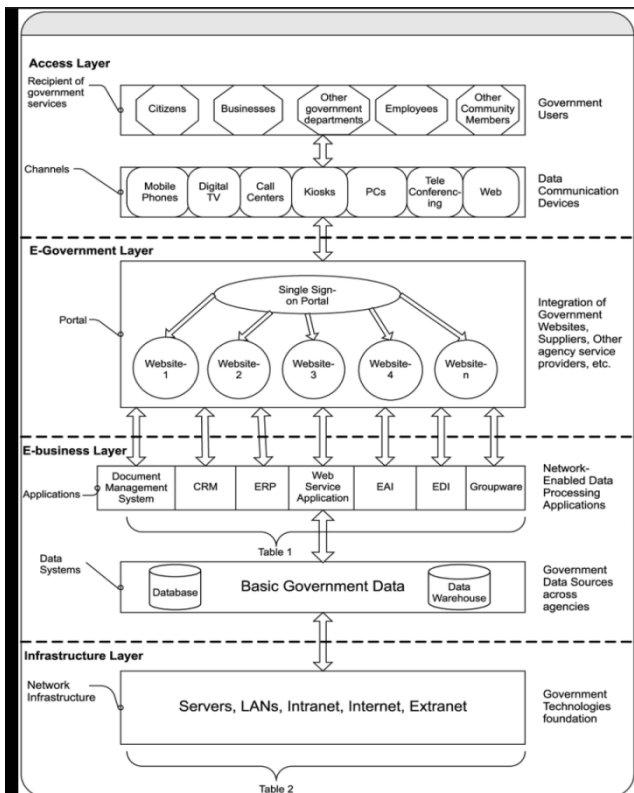 Access Layer
Recipient of
government
services
Citizens
Businesses
Other
government
departments
Employees
Other
Community
Members
Government
Users
Channels
Mobile
Phones
Digital
TV
Call
Centers
Kiosks
PCs
Tele
Conferenc-
ing
Web
Data
Communication
Devices
E-Government Layer
Portal
Single Sign-
on Portal
Website-
1
Website-
2
Website-
3
Website-
4
Website-
n
Integration of
Government
Websites,
Suppliers, Other
agency service
providers, etc.
E-business Layer
Applications
Document
Management
System
CRM
ERP
Web
Service
Application
EAI
EDI
Groupware
Network-
Enabled Data
Processing
Applications
Table 1
Data
Systems
Database
Basic Government Data
Data
Warehouse
Government
Data Sources
across
agencies
Infrastructure Layer
Network
Infrastructure
Servers, LANs, Intranet, Internet, Extranet
Government
Technologies
foundation
Table 2